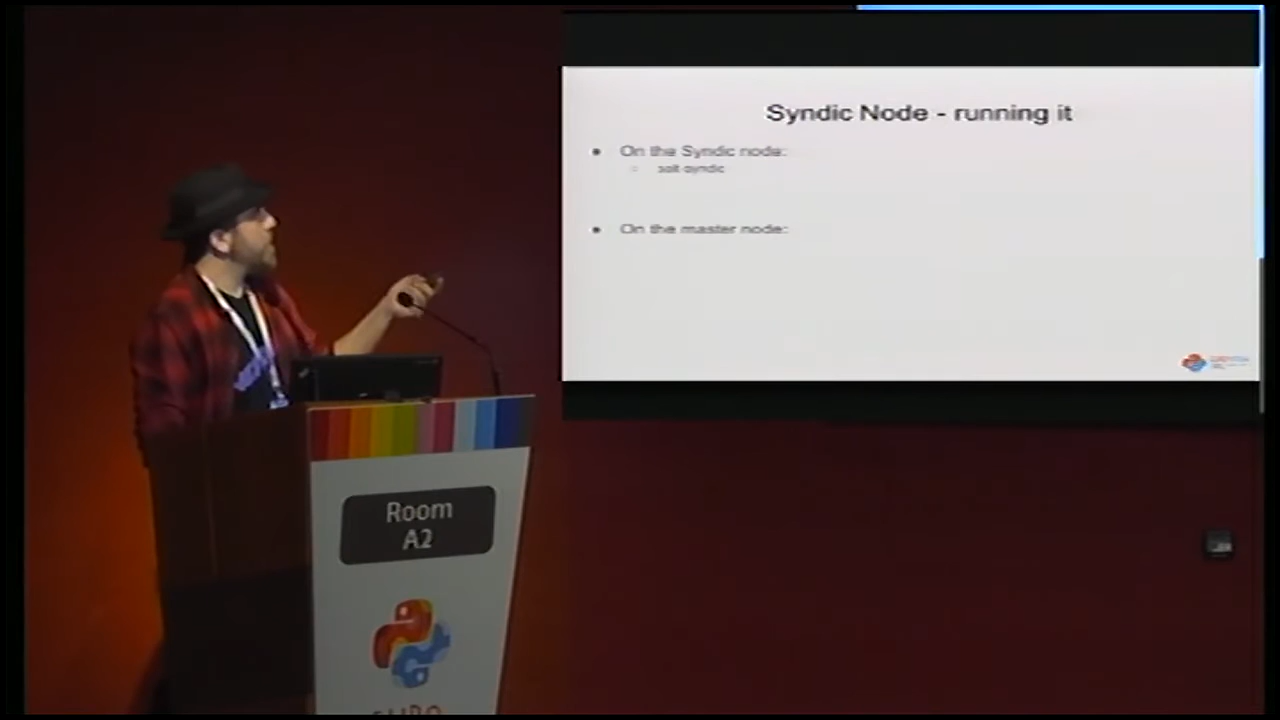 Syndic Node - running it
On the Syndic node:
salt syndic
On the master node:
Room
A2